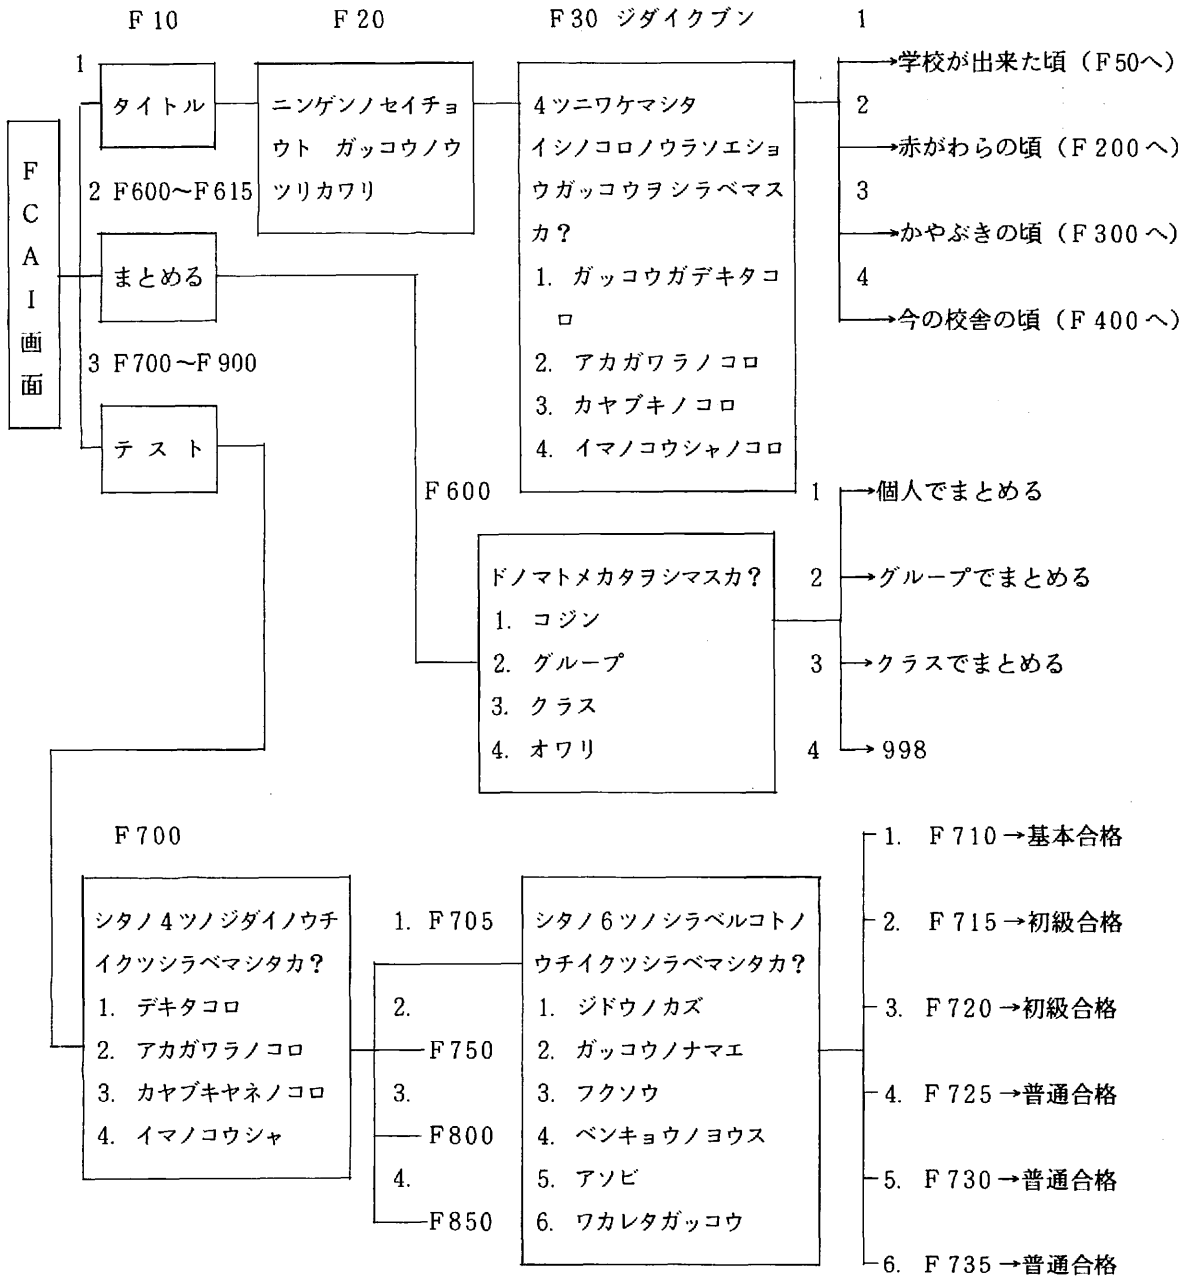 F10
F20
F30 ジダイクブン
1
1
タイトル
ニンゲンノセイチョ
ウト ガッコウノウ
ツリカワリ
4ツニワケマシタ
イシノコロノウラソエショ
ウガッコウヲシラベマス
カ?
1. ガッコウガデキタコ
ロ
2. アカガワラノコロ
3. カヤブキノコロ
4. イマノコウシャノコロ
→学校が出来た頃(F50へ)
2
→赤がわらの頃(F200へ)
3
→かやぶきの頃(F300へ)
4
→今の校舎の頃(F400へ)
FCAI画面
2 F600~F615
まとめる
3 F700~F900
テスト
F600
ドノマトメカタヲシマスカ?
1. コジン
2. グループ
3. クラス
4. オワリ
1 →個人でまとめる
2 →グループでまとめる
3 →クラスでまとめる
4 →998
F700
シタノ4ツノジダイノウチ
イクツシラベマシタカ?
1. デキタコロ
2. アカガワラノコロ
3. カヤブキヤネノコロ
4. イマノコウシャ
1. F705
2.
F750
3.
F800
4.
F850
シタノ6ツノシラベルコトノ
ウチイクツシラベマシタカ?
1. ジドウノカズ
2. ガッコウノナマエ
3. フクソウ
4. ベンキョウノヨウス
5. アソビ
6. ワカレタガッコウ
1. F710→基本合格
2. F715→初級合格
3. F720→初級合格
4. F725→普通合格
5. F730→普通合格
6. F735→普通合格